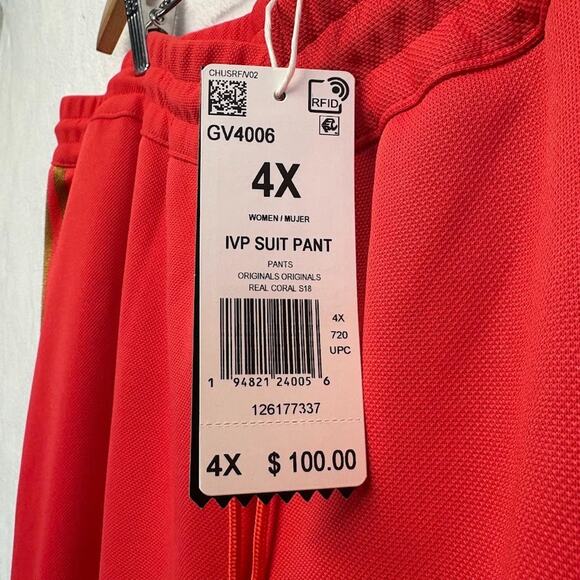 CHUSRF/V02
RFID
GV4006
4X
WOMEN / MUJER
IVP SUIT PANT
PANTS
ORIGINALS ORIGINALS
REAL CORAL S18
4X
720
UPC
1 94821 24005 6
126177337
4X $ 100.00